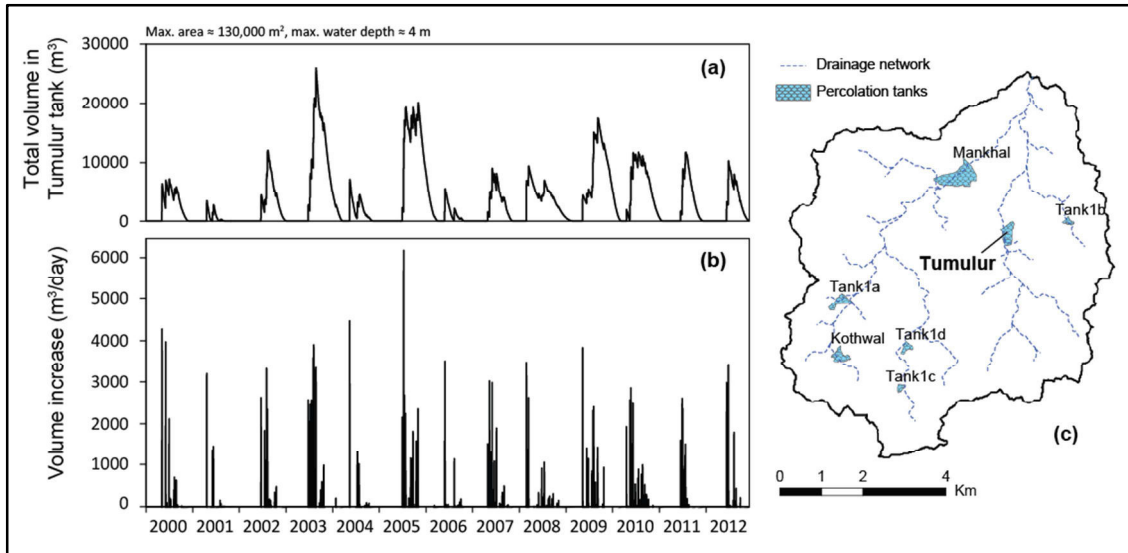 Max. area ≈ 130,000 m², max. water depth ≈ 4 m
Total volume in
Tumulur tank (m³)
30000
20000
10000
0
(a)
Volume increase (m³/day)
6000
5000
4000
3000
2000
1000
0
(b)
2000 2001 2002 2003 2004 2005 2006 2007 2008 2009 2010 2011 2012
Drainage network
Percolation tanks
Mankhal
Tank1b
Tumulur
Tank1a
Kothwal
Tank1d
Tank1c
(c)
0 1 2 4
Km